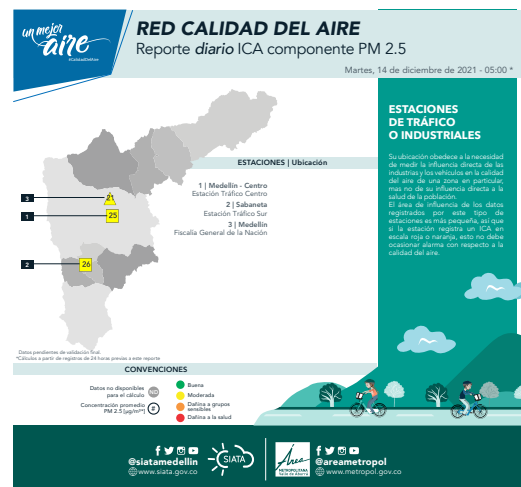 un mejor
aire
#CalidadDelAire
RED CALIDAD DEL AIRE
Reporte diario ICA componente PM 2.5
Martes, 14 de diciembre de 2021 - 05:00 *
ESTACIONES
DE TRÁFICO
O INDUSTRIALES
Su ubicación obedece a la necesidad
de medir la influencia directa de las
industrias y los vehículos en la calidad
del aire de una zona en particular,
mas no de su influencia directa a la
salud de la población.
El área de influencia de los datos
registrados por este tipo de
estaciones es más pequeña, así que
si la estación registra un ICA en
escala roja o naranja, esto no debe
ocasionar alarma con respecto a la
calidad del aire.
ESTACIONES | Ubicación
1 | Medellín - Centro
Estación Tráfico Centro
2 | Sabaneta
Estación Tráfico Sur
3 | Medellín
Fiscalía General de la Nación
3
21
1
25
2
26
Datos pendientes de validación final.
*Cálculos a partir de registros de 24 horas previas a este reporte
CONVENCIONES
Datos no disponibles
para el cálculo
Concentración promedio
PM 2.5 [µg/m³]
#
Buena
Moderada
Dañina a grupos
sensibles
Dañina a la salud
@siatamedellin
www.siata.gov.co
SIATA
Área
METROPOLITANA
Valle de Aburrá
@areametropol
www.metropol.gov.co